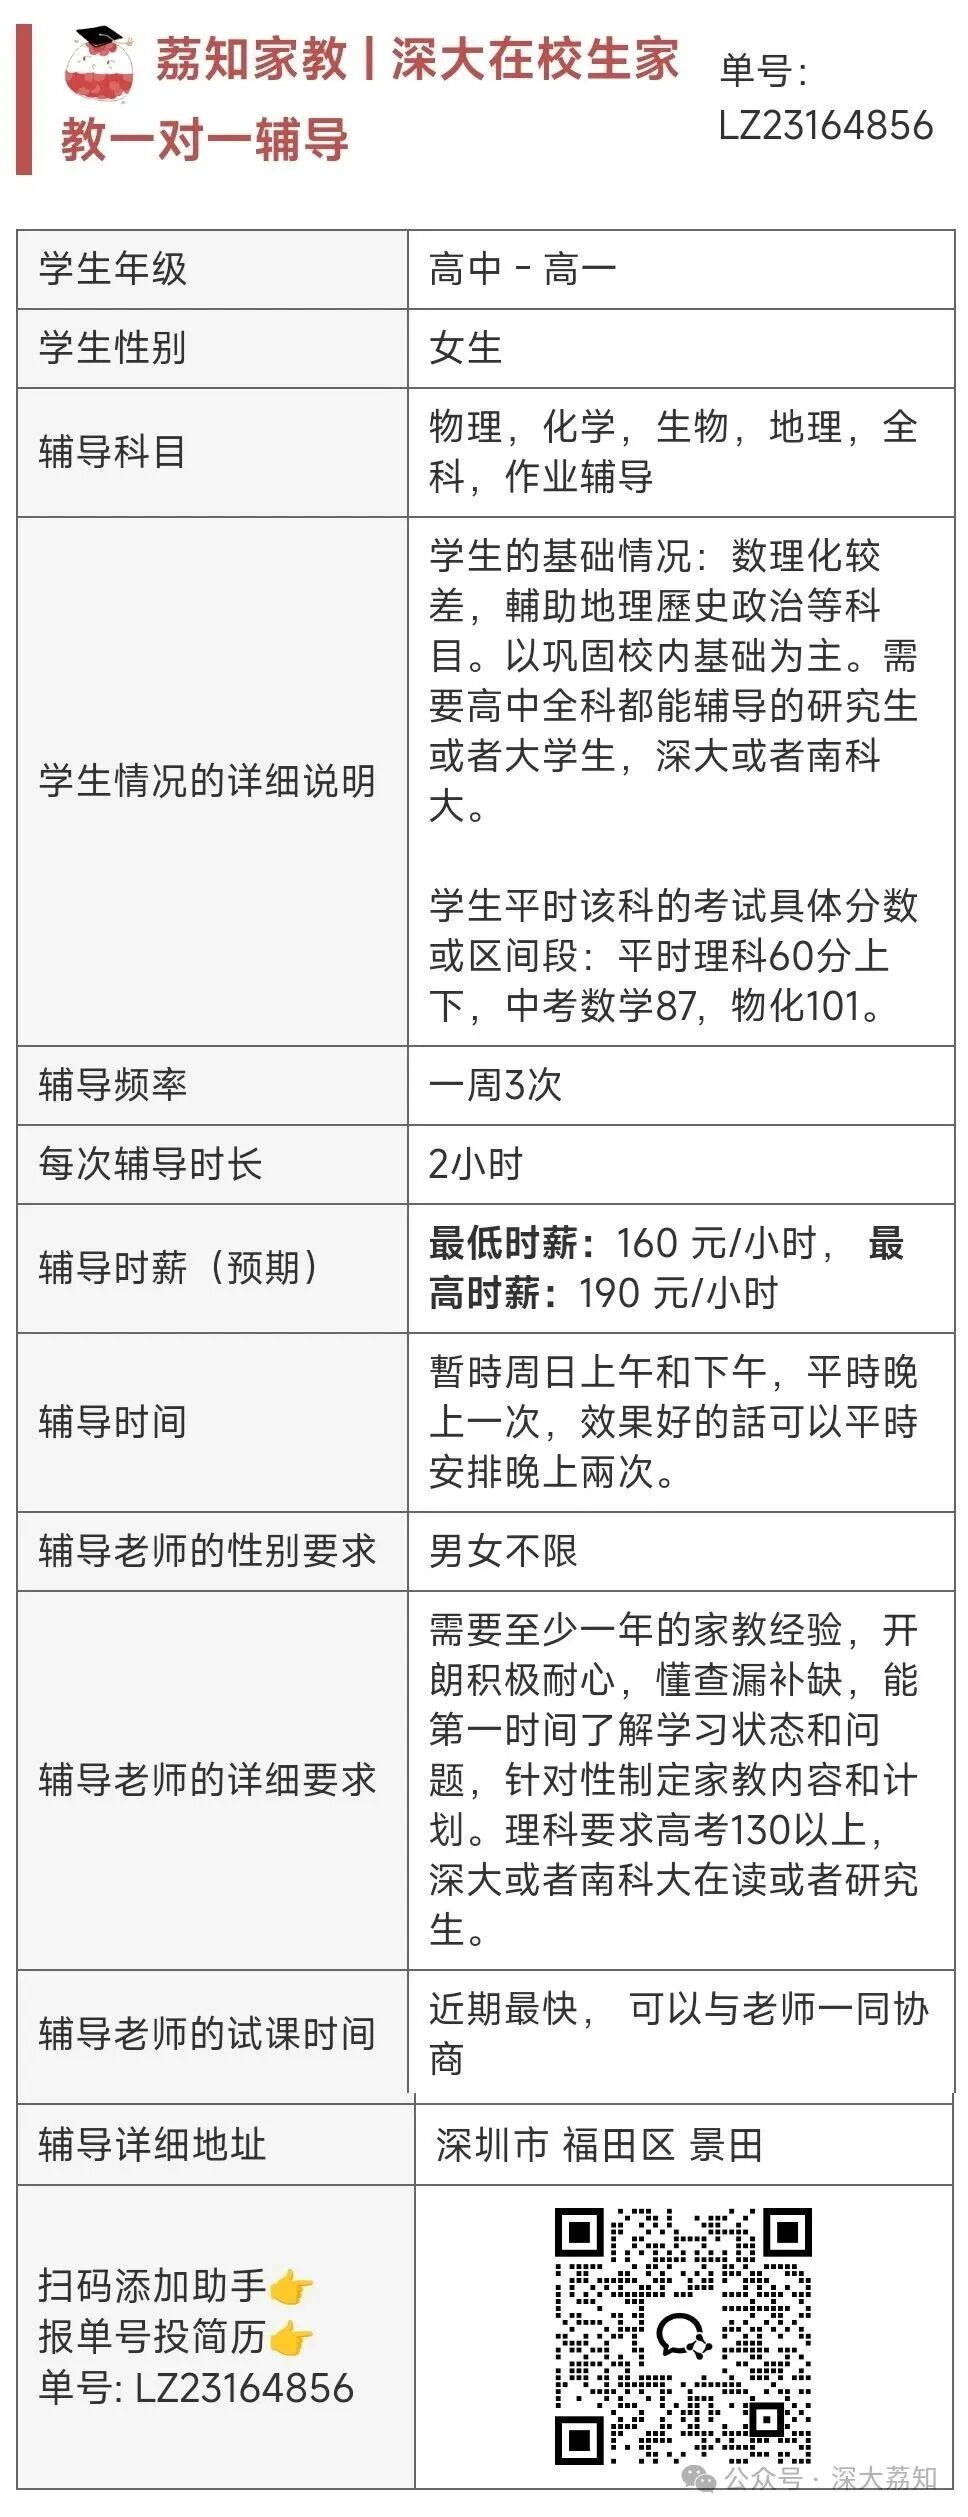 荔知家教 | 深大在校生家
教一对一辅导
单号：
LZ23164856
学生年级
高中 - 高一
学生性别
女生
辅导科目
物理，化学，生物，地理，全
科，作业辅导
学生情况的详细说明
学生的基础情况：数理化较
差，輔助地理歷史政治等科
目。以巩固校内基础为主。需
要高中全科都能辅导的研究生
或者大学生，深大或者南科
大。
学生平时该科的考试具体分数
或区间段：平时理科60分上
下，中考数学87，物化101。
辅导频率
一周3次
每次辅导时长
2小时
辅导时薪（预期）
最低时薪：160 元/小时， 最
高时薪：190 元/小时
辅导时间
暫時周日上午和下午，平時晚
上一次，效果好的話可以平時
安排晚上兩次。
辅导老师的性别要求
男女不限
辅导老师的详细要求
需要至少一年的家教经验，开
朗积极耐心，懂查漏补缺，能
第一时间了解学习状态和问
题，针对性制定家教内容和计
划。理科要求高考130以上，
深大或者南科大在读或者研究
生。
辅导老师的试课时间
近期最快， 可以与老师一同协
商
辅导详细地址
深圳市 福田区 景田
扫码添加助手👉
报单号投简历👉
单号: LZ23164856
公众号 · 深大荔知